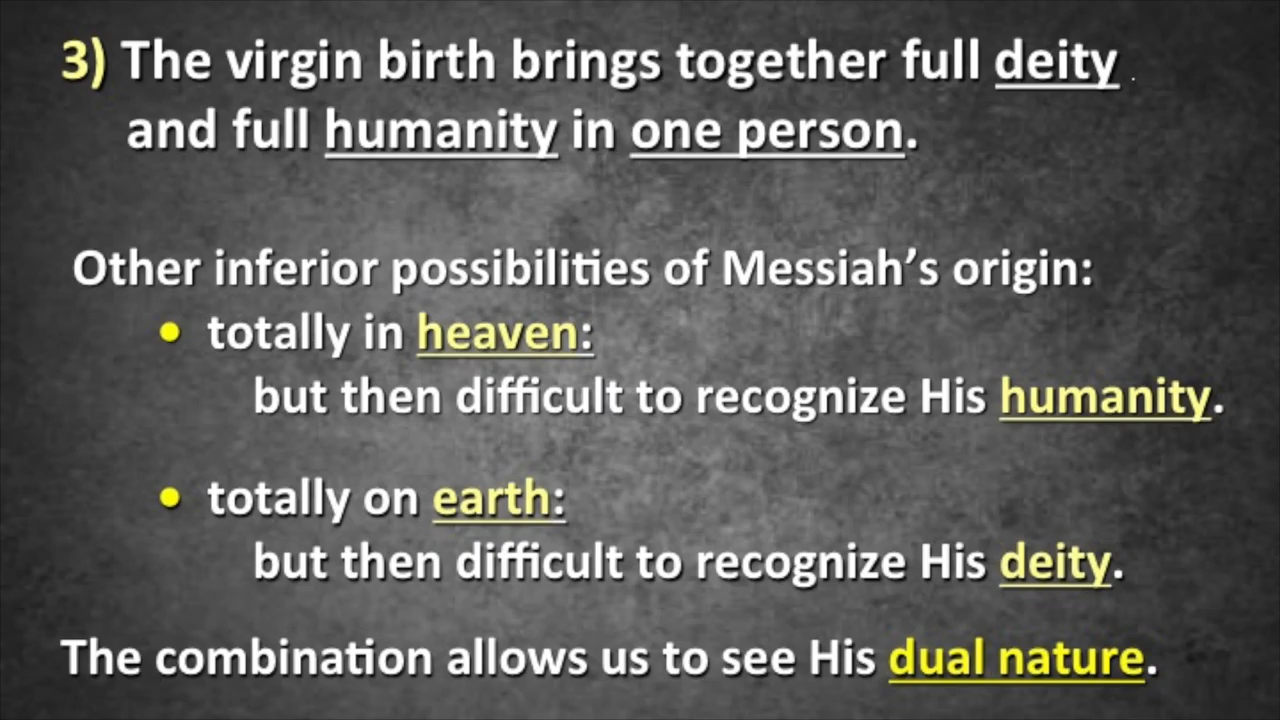 3) The virgin birth brings together full deity .
and full humanity in one person.
Other inferior possibilities of Messiah’s origin:
• totally in heaven:
but then difficult to recognize His humanity.
• totally on earth:
but then difficult to recognize His deity.
The combination allows us to see His dual nature.